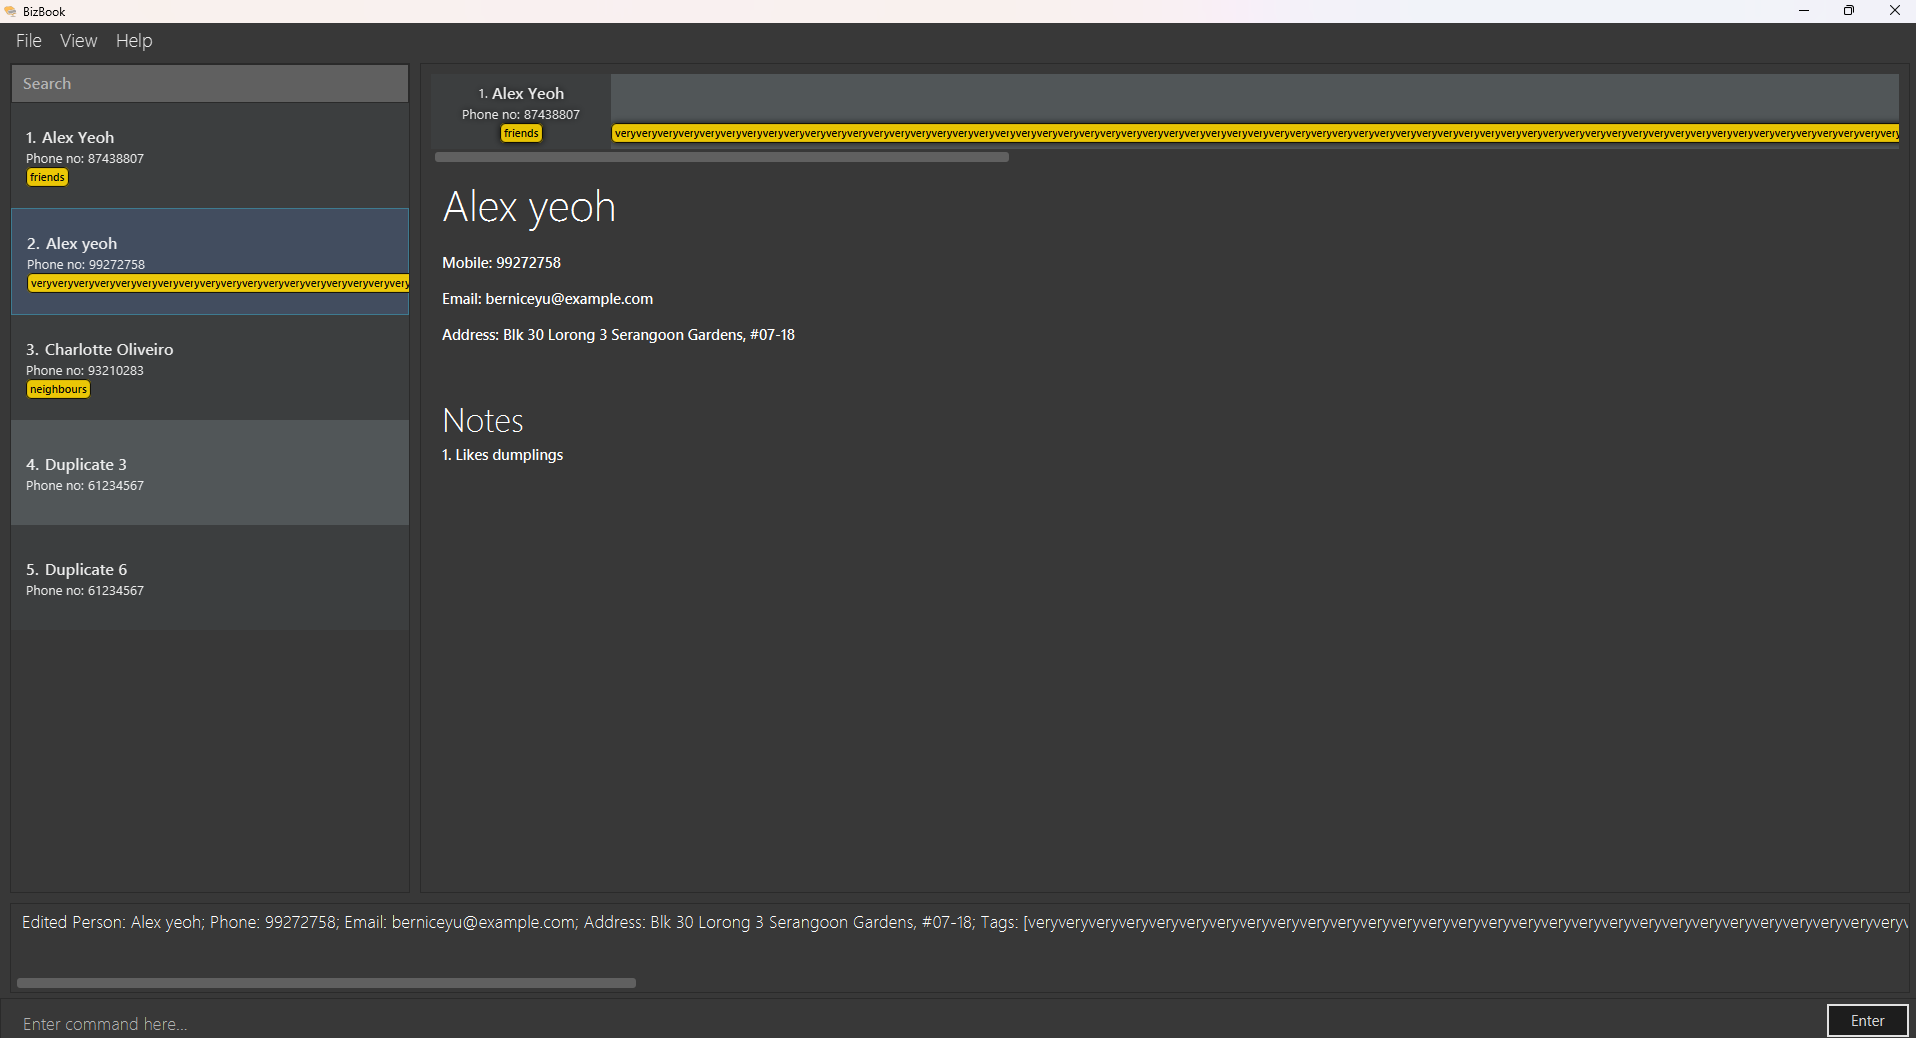 BizBook
File View Help
Search
1. Alex Yeoh
Phone no: 87438807
friends
2. Alex yeoh
Phone no: 99272758
3. Charlotte Oliveiro
Phone no: 93210283
neighbours
4. Duplicate 3
Phone no: 61234567
5. Duplicate 6
Phone no: 61234567
1. Alex Yeoh
Phone no: 87438807
friends
Alex yeoh
Mobile: 99272758
Email: berniceyu@example.com
Address: Blk 30 Lorong 3 Serangoon Gardens, #07-18
Notes
1. Likes dumplings
Edited Person: Alex yeoh; Phone: 99272758; Email: berniceyu@example.com; Address: Blk 30 Lorong 3 Serangoon Gardens, #07-18; Tags:
Enter command here...
Enter